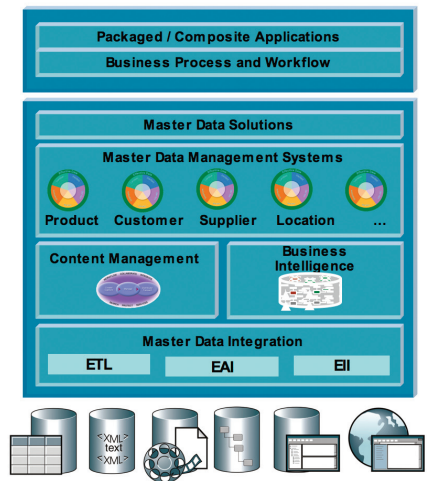 Packaged / Composite Applications
Business Process and Workflow
Master Data Solutions
Master Data Management Systems
Product Customer Supplier Location ...
Content Management
Business
Intelligence
Master Data Integration
ETL EAI EII
<XML>
text
<XML>